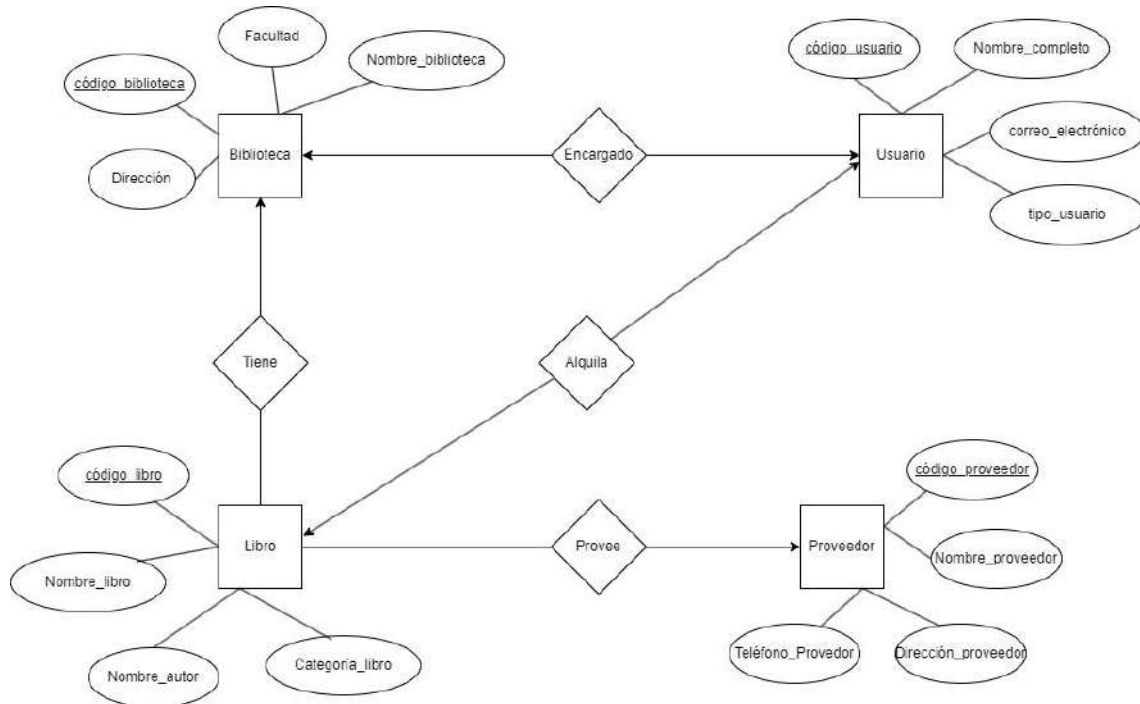 Facultad
código_usuario
Nombre_completo
Nombre_biblioteca
código_biblioteca
correo_electrónico
Biblioteca
Encargado
Usuario
Dirección
tipo_usuario
Tiene
Alquila
código_libro
código_proveedor
Libro
Provee
Proveedor
Nombre_proveedor
Nombre_libro
Teléfono_Provedor
Dirección_proveedor
Categoría_libro
Nombre_autor